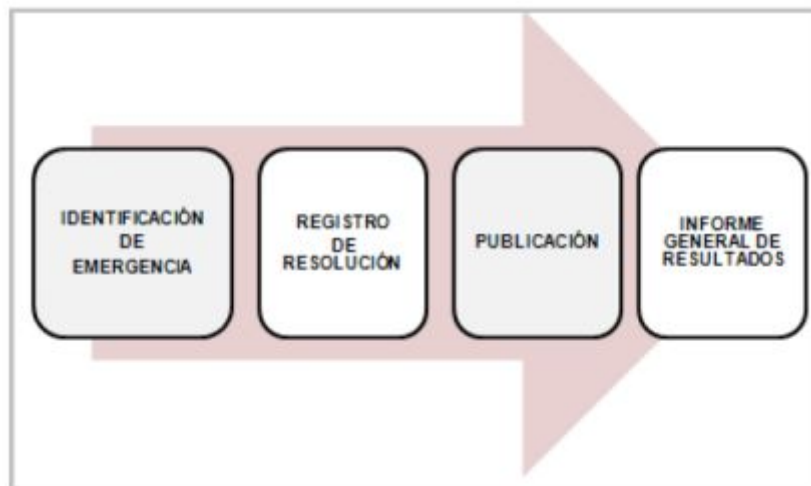 IDENTIFICACIÓN
DE
EMERGENCIA
REGISTRO
DE
RESOLUCIÓN
PUBLICACIÓN
INFORME
GENERAL DE
RESULTADOS